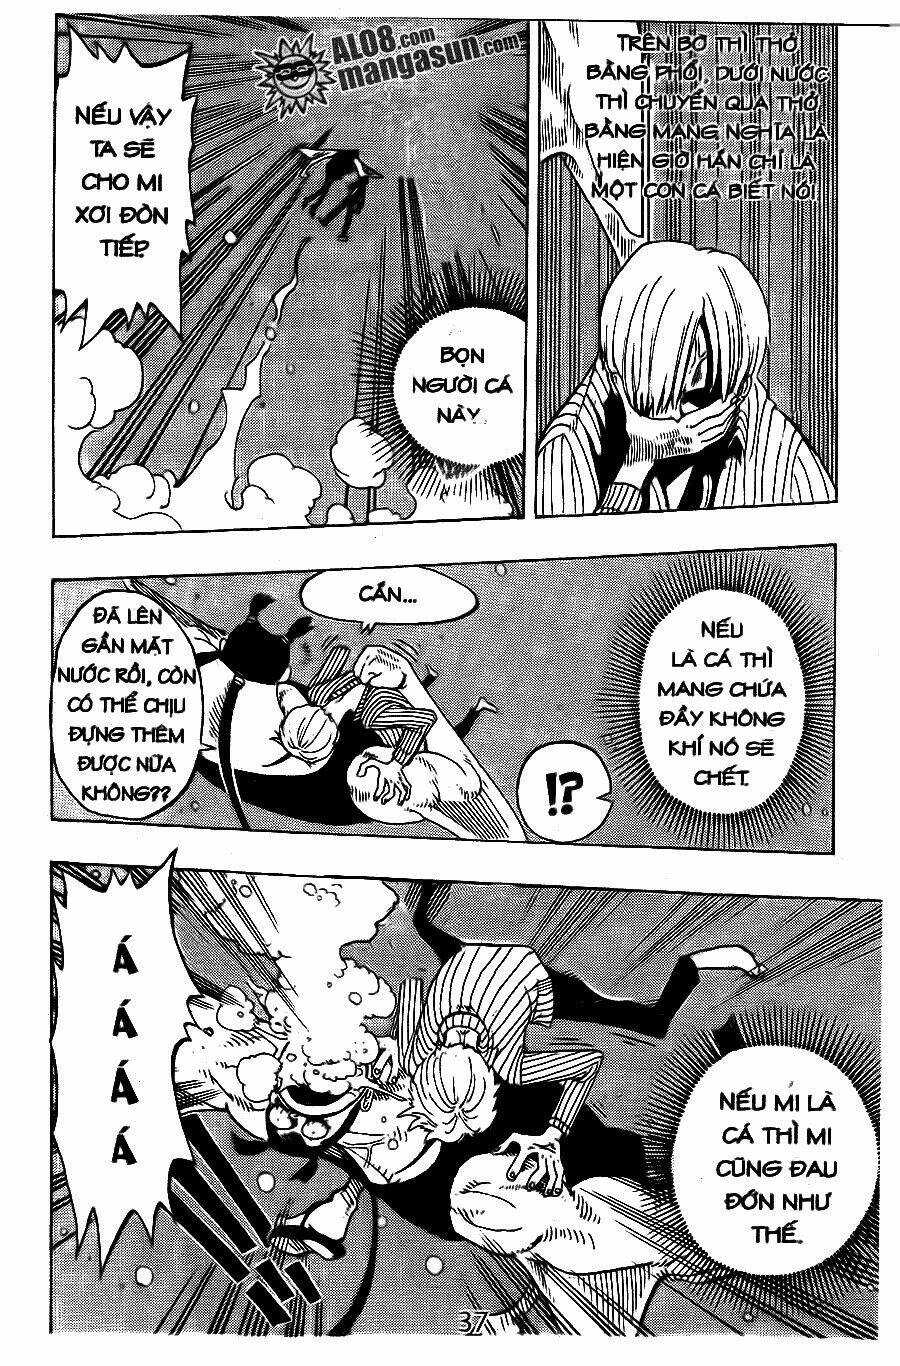 TRÊN BỜ THÌ THỞ
BẰNG PHỔI, DƯỚI NƯỚC
THÌ CHUYỂN QUA THỞ
BẰNG MANG NGHĨA LÀ
HIỆN GIỜ HẮN CHỈ LÀ
MỘT CON CÁ BIẾT NÓI
AL08.com
mangasun.com
BỌN
NGƯỜI CÁ
NÀY.
NẾU VẬY
TA SẼ
CHO MI
XƠI ĐÒN
TIẾP.
NẾU
LÀ CÁ THÌ
MANG CHỨA
ĐẦY KHÔNG
KHÍ NÓ SẼ
CHẾT.
!?
CẮN...
ĐÃ LÊN
GẦN MẶT
NƯỚC RỒI, CÒN
CÓ THỂ CHỊU
ĐỰNG THÊM
ĐƯỢC NỮA
KHÔNG??
NẾU MI LÀ
CÁ THÌ MI
CŨNG ĐAU
ĐỚN NHƯ
THẾ.
Á
Á
Á
Á
!!!
37